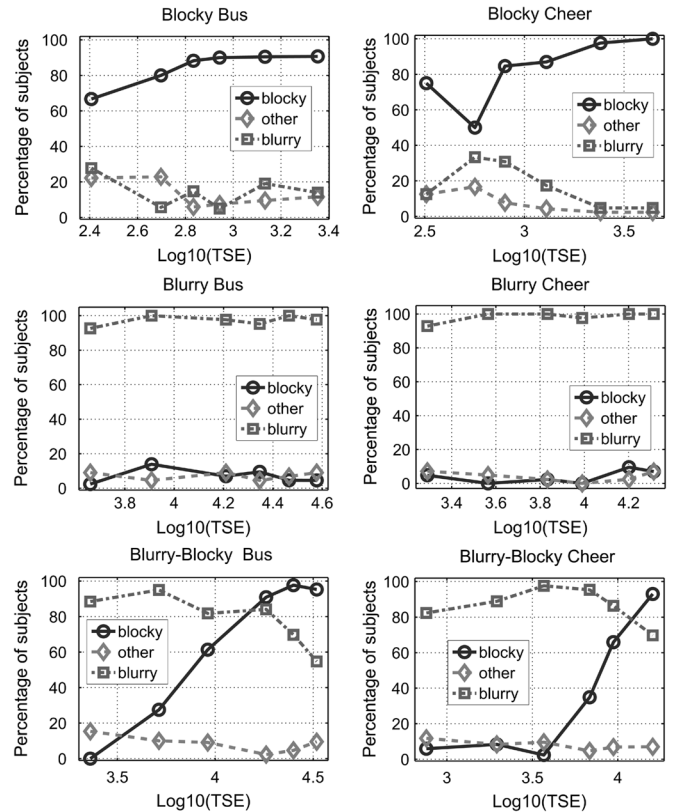 Blocky Bus
Percentage of subjects
100
80
60
40
20
0
2.4
2.6
2.8
3
3.2
3.4
Log10(TSE)
blocky
other
blurry
Blocky Cheer
Percentage of subjects
100
80
60
40
20
0
2.5
3
3.5
Log10(TSE)
blocky
other
blurry
Blurry Bus
Percentage of subjects
100
80
60
40
20
0
3.8
4
4.2
4.4
4.6
Log10(TSE)
blocky
other
blurry
Blurry Cheer
Percentage of subjects
100
80
60
40
20
0
3.4
3.6
3.8
4
4.2
Log10(TSE)
blocky
other
blurry
Blurry-Blocky Bus
Percentage of subjects
100
80
60
40
20
0
3.5
4
4.5
Log10(TSE)
blocky
other
blurry
Blurry-Blocky Cheer
Percentage of subjects
100
80
60
40
20
0
3
3.5
4
Log10(TSE)
blocky
other
blurry